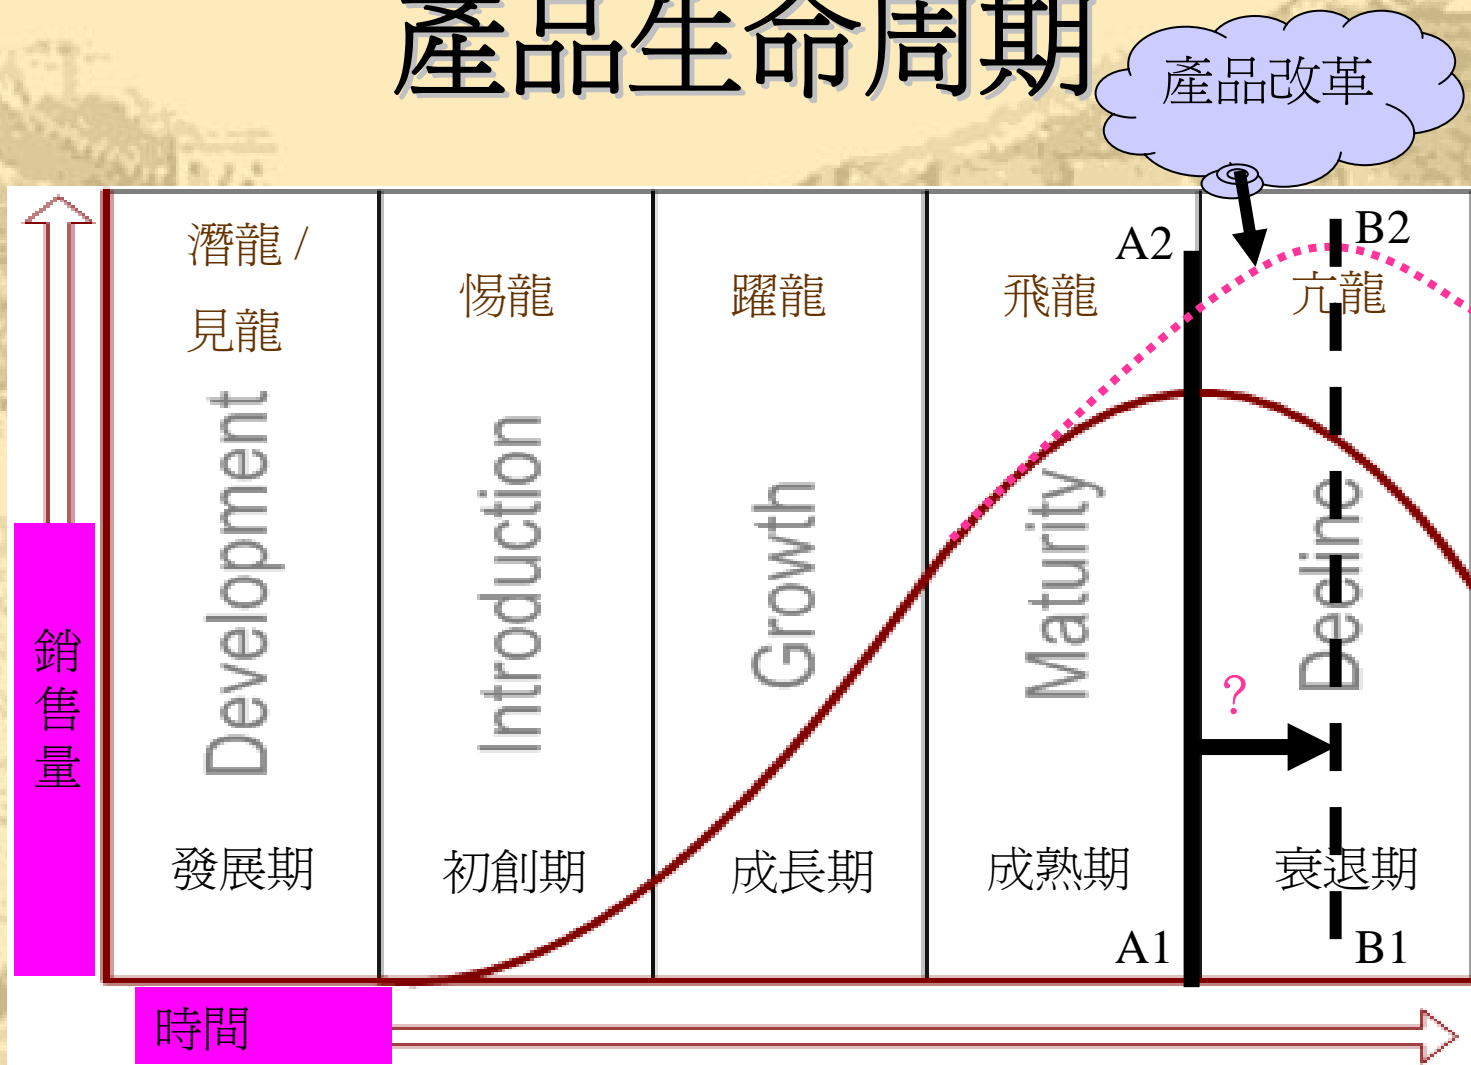 產品生命周期
產品改革
潛龍 /
見龍
惕龍
躍龍
飛龍
亢龍
A2
B2
Development
Introduction
Growth
Maturity
Decline
?
銷售量
發展期
初創期
成長期
成熟期
衰退期
A1
B1
時間